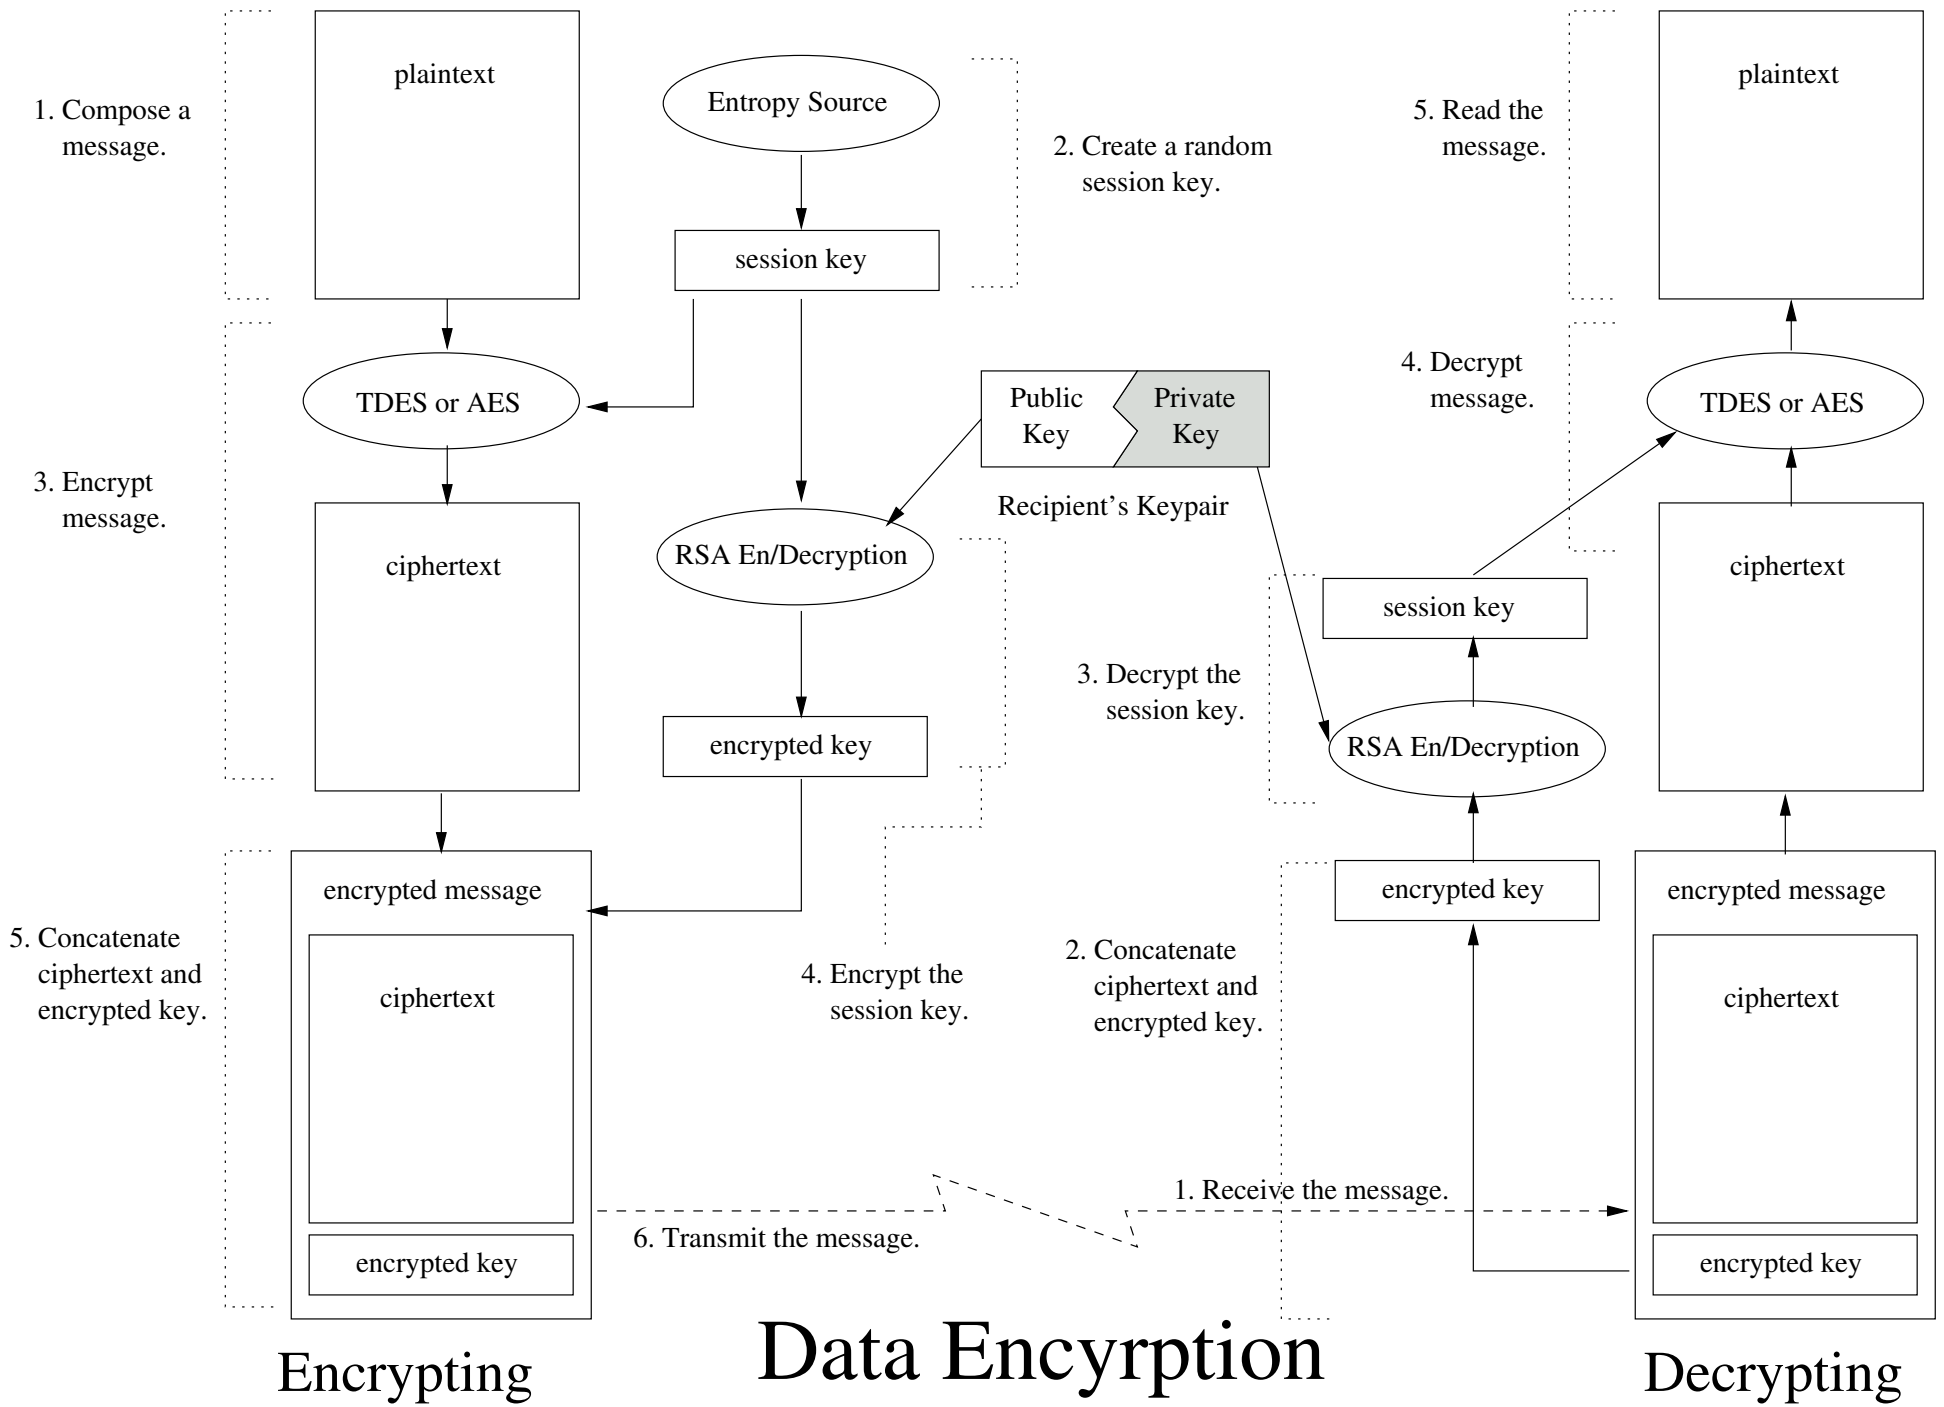 plaintext
1. Compose a
message.
Entropy Source
2. Create a random
session key.
session key
TDES or AES
3. Encrypt
message.
ciphertext
Public
Key
Private
Key
Recipient's Keypair
RSA En/Decryption
encrypted key
4. Encrypt the
session key.
encrypted message
5. Concatenate
ciphertext and
encrypted key.
ciphertext
encrypted key
6. Transmit the message.
Encrypting
Data Encyrption
plaintext
5. Read the
message.
4. Decrypt
message.
TDES or AES
ciphertext
session key
3. Decrypt the
session key.
RSA En/Decryption
encrypted key
2. Concatenate
ciphertext and
encrypted key.
encrypted message
ciphertext
1. Receive the message.
encrypted key
Decrypting